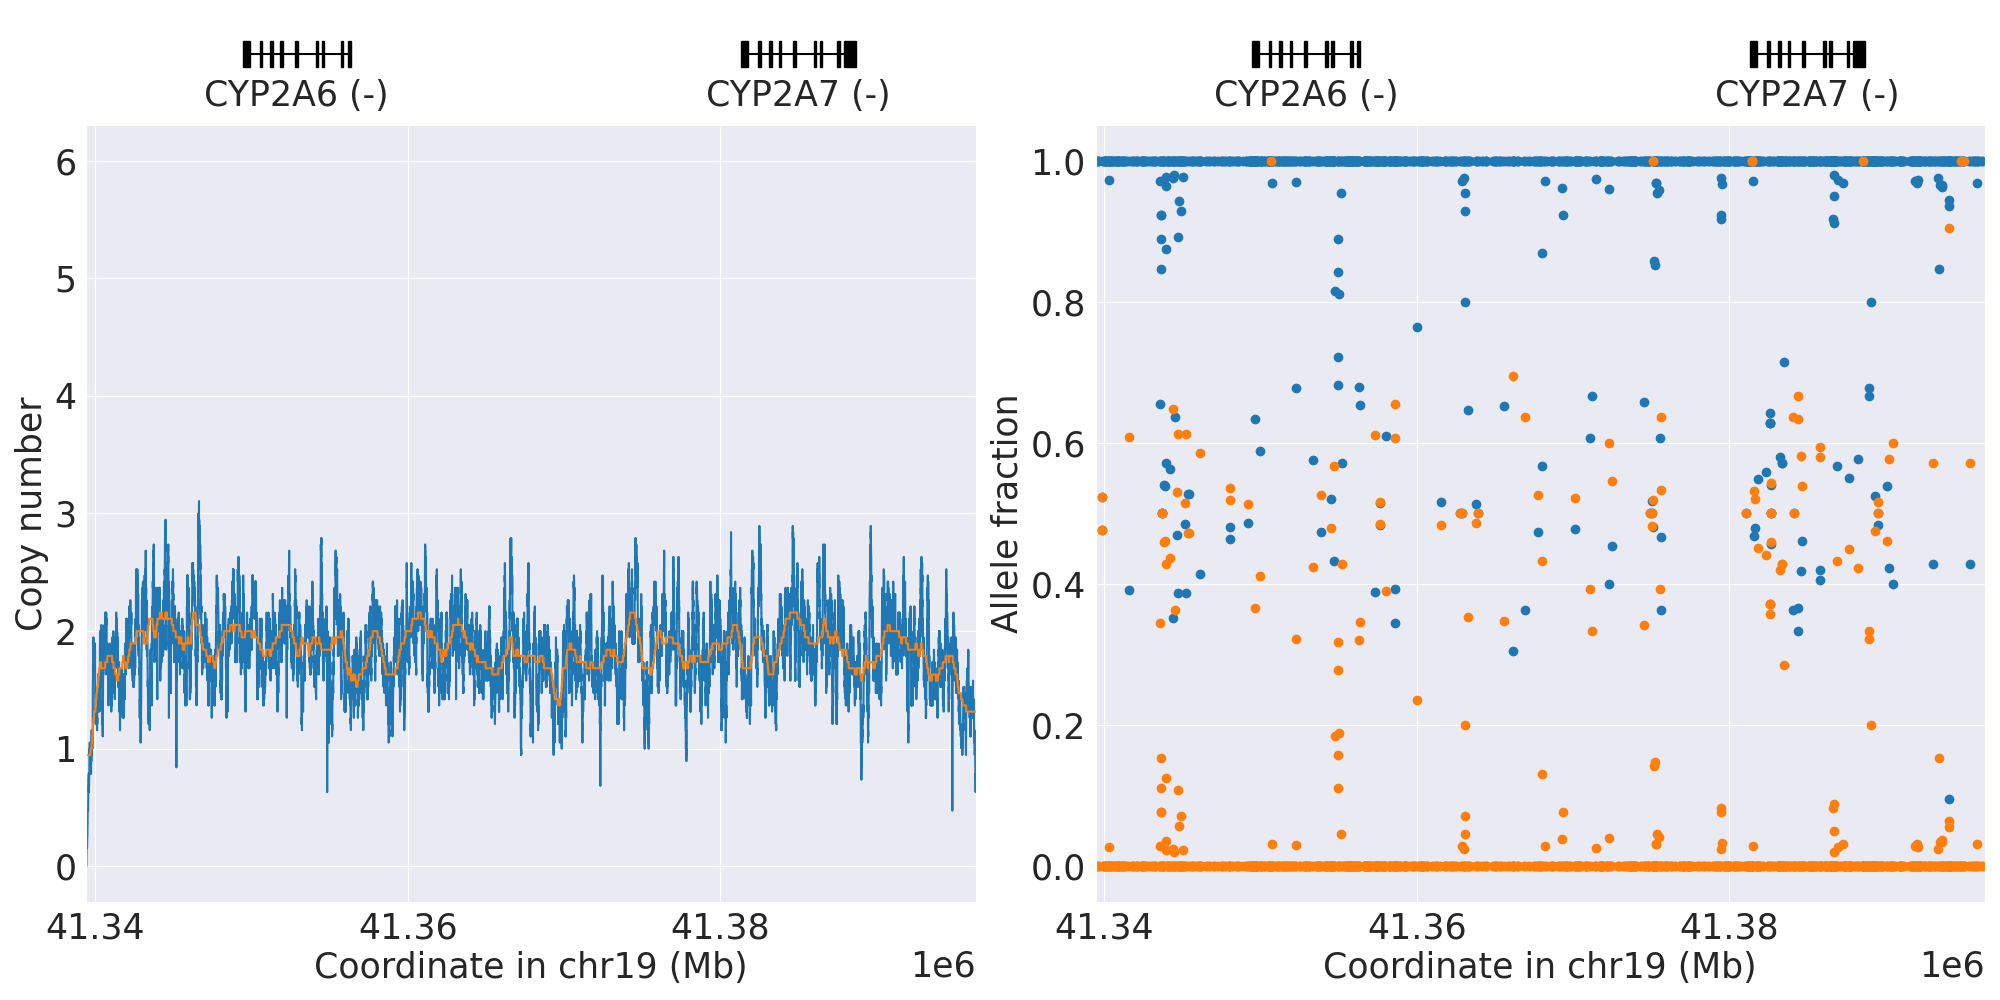 CYP2A6 (-) CYP2A7 (-)
6
5
4
3
2
1
0
Copy number
41.34 41.36 41.38
Coordinate in chr19 (Mb) 1e6
CYP2A6 (-) CYP2A7 (-)
1.0
0.8
0.6
0.4
0.2
0.0
Allele fraction
41.34 41.36 41.38
Coordinate in chr19 (Mb) 1e6